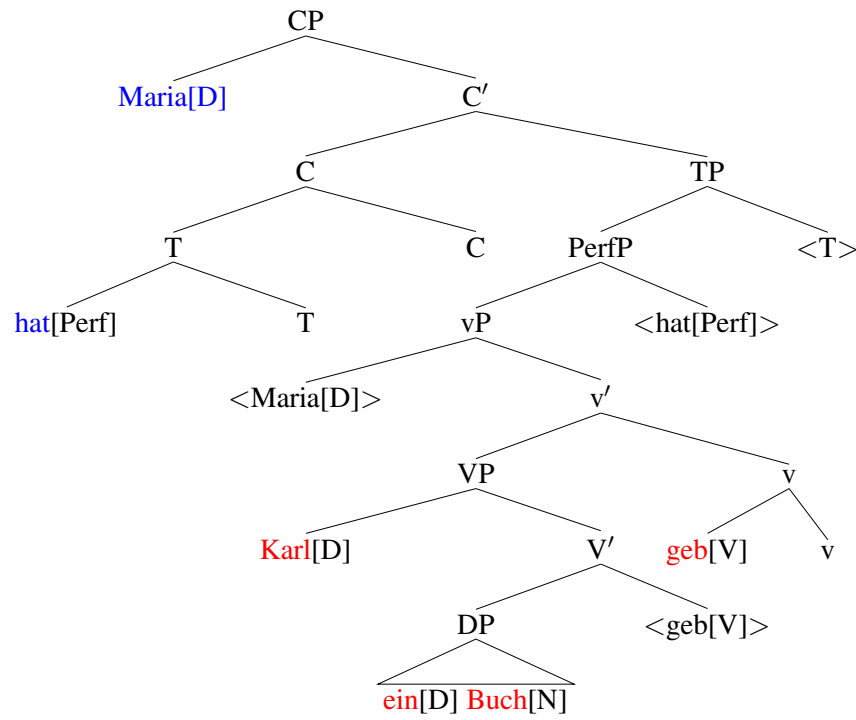 CP
Maria[D] C′
C TP
T C PerfP <T>
hat[Perf] T vP <hat[Perf]>
<Maria[D]> v′
VP v
Karl[D] V′ geb[V] v
DP <geb[V]>
ein[D] Buch[N]